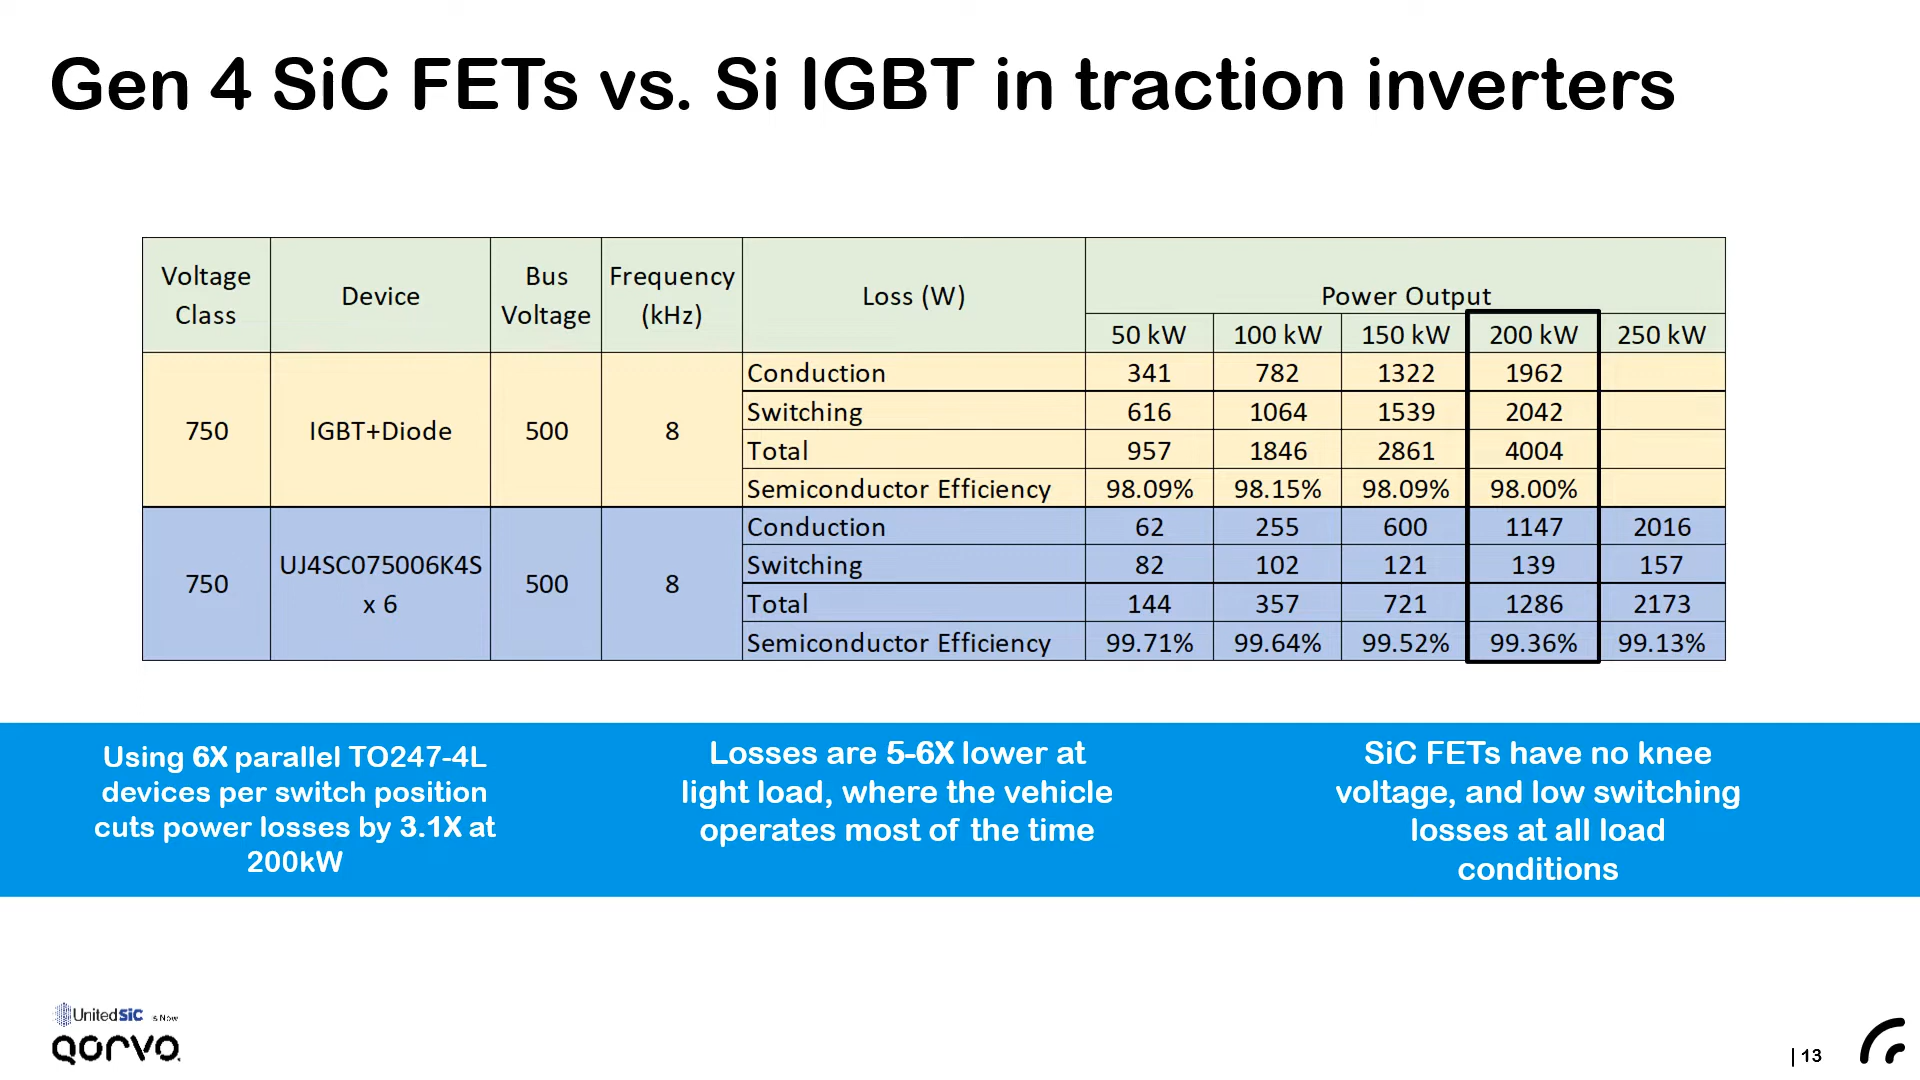 Gen 4 SiC FETs vs. Si IGBT in traction inverters
Voltage Class Device Bus Voltage Frequency (kHz) Loss (W) Power Output
50 kW 100 kW 150 kW 200 kW 250 kW
750 IGBT+Diode 500 8
Conduction 341 782 1322 1962
Switching 616 1064 1539 2042
Total 957 1846 2861 4004
Semiconductor Efficiency 98.09% 98.15% 98.09% 98.00%
750 UJ4SC075006K4S x 6 500 8
Conduction 62 255 600 1147 2016
Switching 82 102 121 139 157
Total 144 357 721 1286 2173
Semiconductor Efficiency 99.71% 99.64% 99.52% 99.36% 99.13%
Using 6X parallel TO247-4L
devices per switch position
cuts power losses by 3.1X at
200kW
Losses are 5-6X lower at
light load, where the vehicle
operates most of the time
SiC FETs have no knee
voltage, and low switching
losses at all load
conditions
UnitedSiC is Now
QORVO
| 13